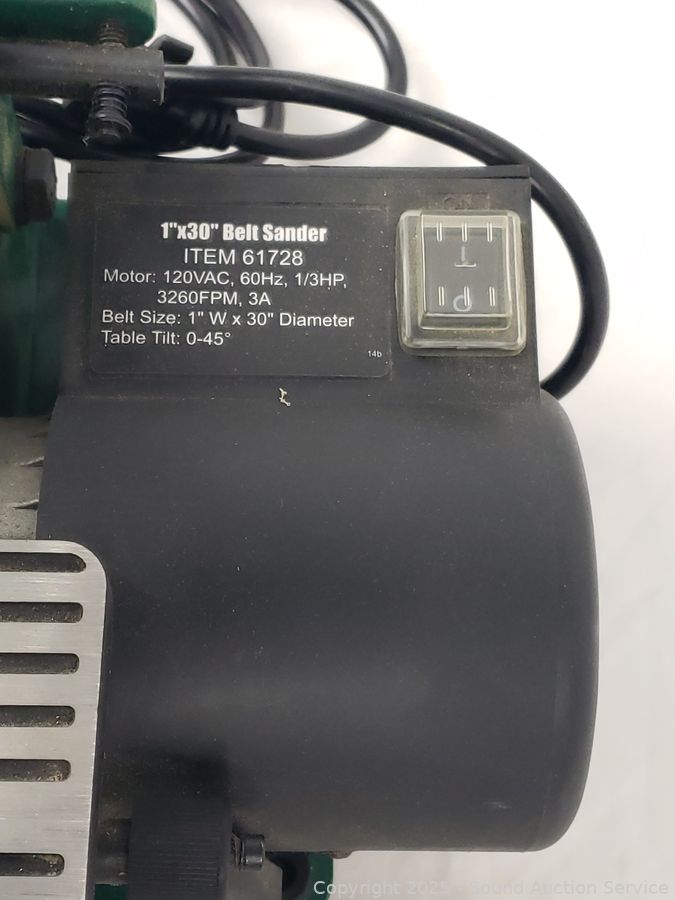 ON
1"x30" Belt Sander
ITEM 61728
Motor: 120VAC, 60Hz, 1/3HP,
3260FPM, 3A
Belt Size: 1" W x 30" Diameter
Table Tilt: 0-45°
14b
Copyright 2025 - Sound Auction Service